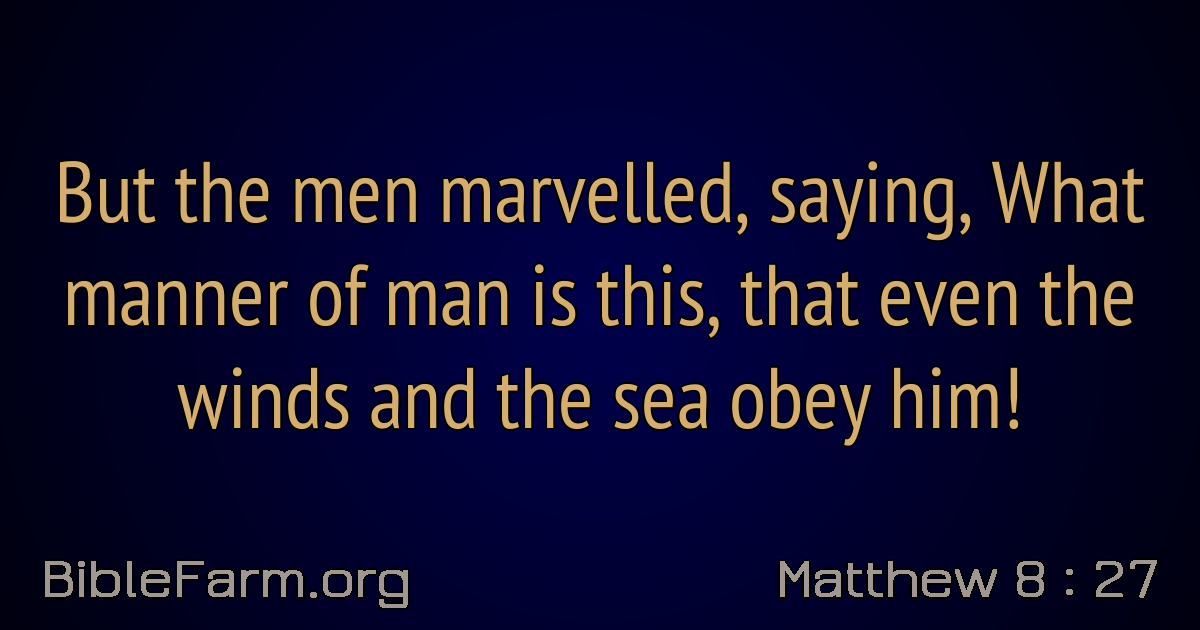 But the men marvelled, saying, What
manner of man is this, that even the
winds and the sea obey him!
BibleFarm.org
Matthew 8 : 27